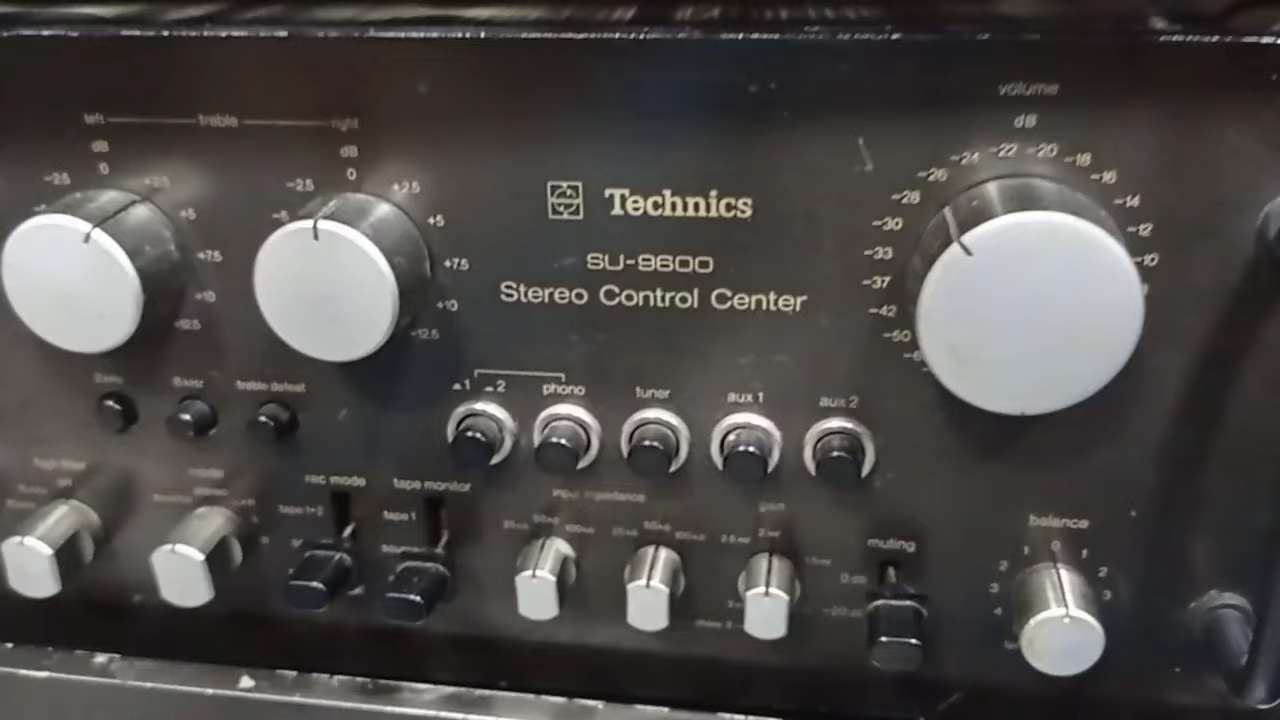 volume
dB
left treble right
dB dB
0 0
-2.5 +2.5 -2.5 +2.5
+5 -5 +5
+7.5 +7.5
+10 +10
-12.5 -12.5
Technics
SU-9600
Stereo Control Center
-24 -22 -20 -18
-26 -16
-28 -14
-30 -12
-33 -10
-37
-42
-50
treble defeat
1 2 phono tuner aux 1 aux 2
rec mode tape monitor
tape 1
input impedance
gain
muting
balance
1 0 1
2 2
3 3
4